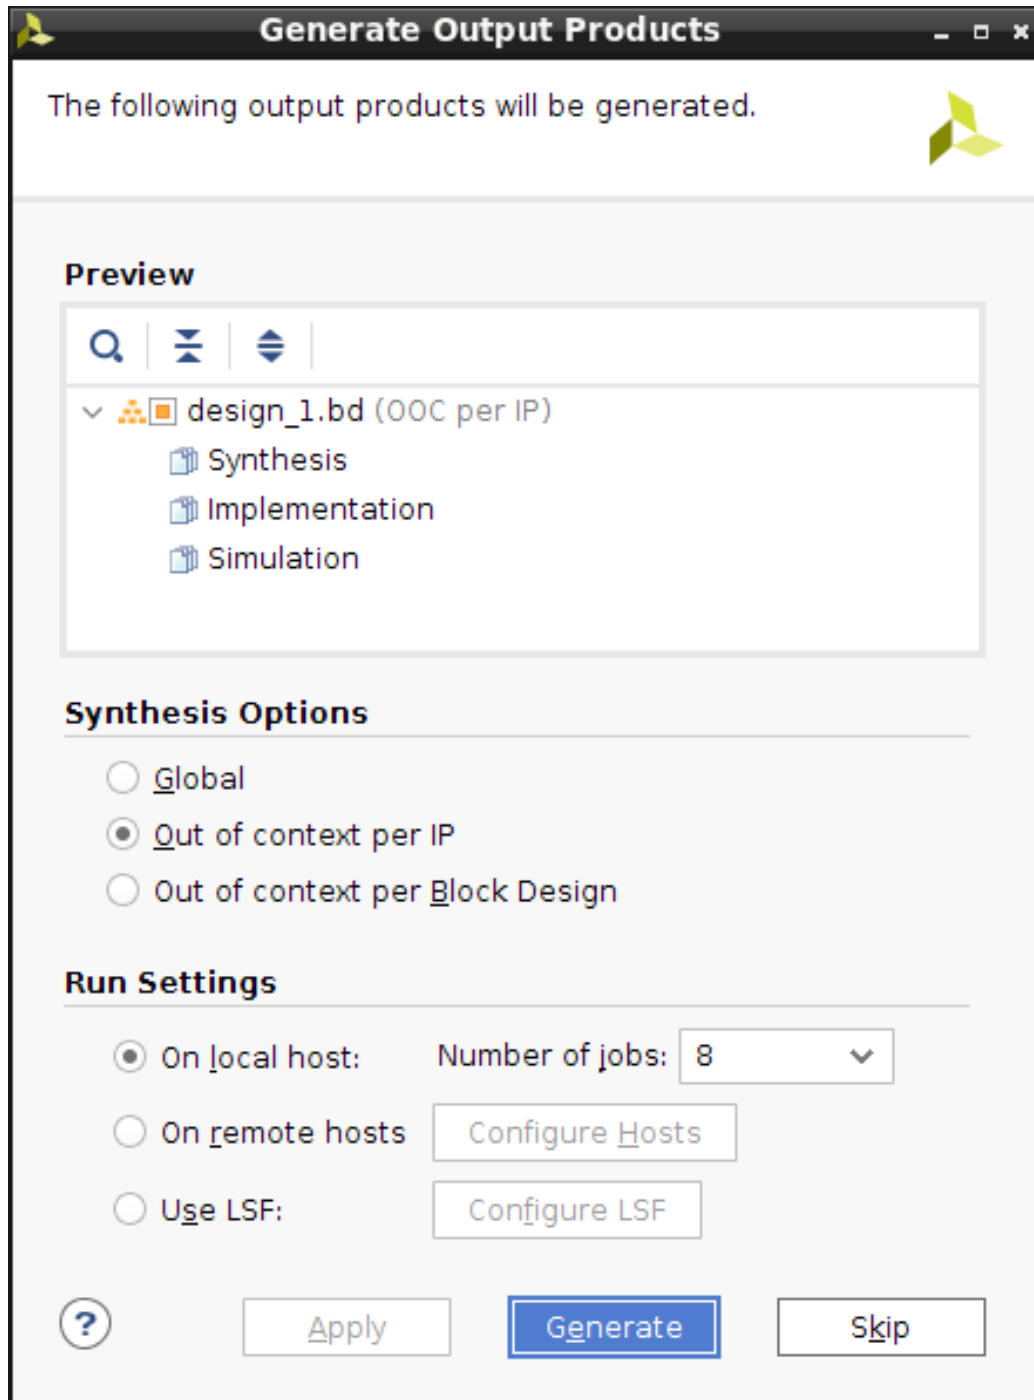 Generate Output Products
The following output products will be generated.
Preview
design_1.bd (OOC per IP)
Synthesis
Implementation
Simulation
Synthesis Options
Global
Out of context per IP
Out of context per Block Design
Run Settings
On local host: Number of jobs: 8
On remote hosts Configure Hosts
Use LSF: Configure LSF
? Apply Generate Skip